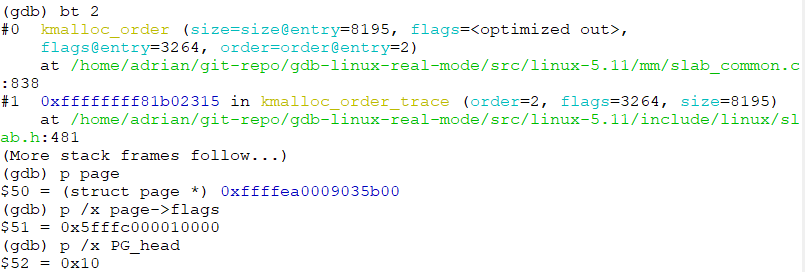 (gdb) bt 2
#0  kmalloc_order (size=size@entry=8195, flags=<optimized out>,
    flags@entry=3264, order=order@entry=2)
    at /home/adrian/git-repo/gdb-linux-real-mode/src/linux-5.11/mm/slab_common.c
:838
#1  0xffffffff81b02315 in kmalloc_order_trace (order=2, flags=3264, size=8195)
    at /home/adrian/git-repo/gdb-linux-real-mode/src/linux-5.11/include/linux/sl
ab.h:481
(More stack frames follow...)
(gdb) p page
$50 = (struct page *) 0xffffea0009035b00
(gdb) p /x page->flags
$51 = 0x5fffc000010000
(gdb) p /x PG_head
$52 = 0x10